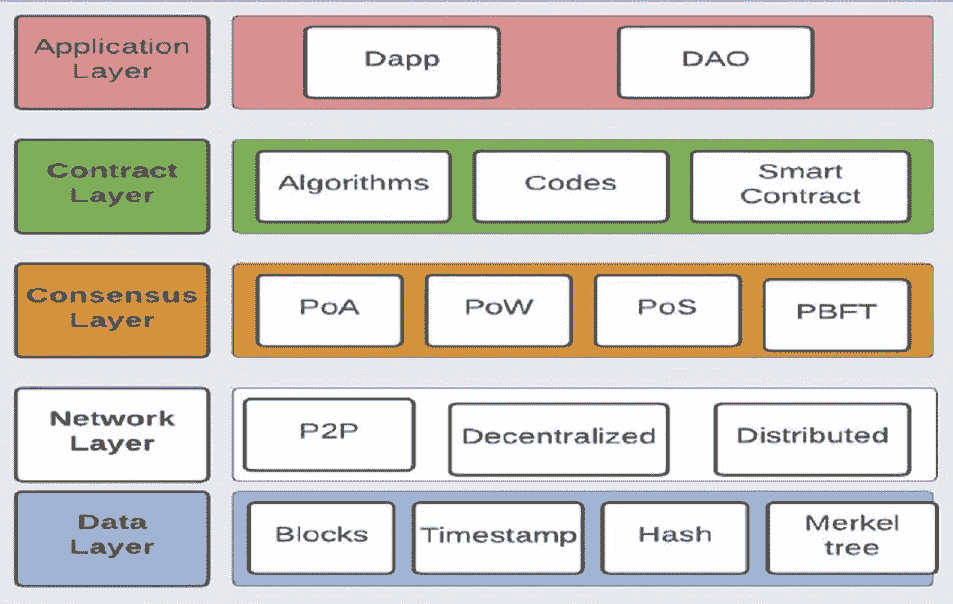 Application
Layer
Dapp
DAO
Contract
Layer
Algorithms
Codes
Smart
Contract
Consensus
Layer
PoA
PoW
PoS
PBFT
Network
Layer
P2P
Decentralized
Distributed
Data
Layer
Blocks
Timestamp
Hash
Merkel
tree